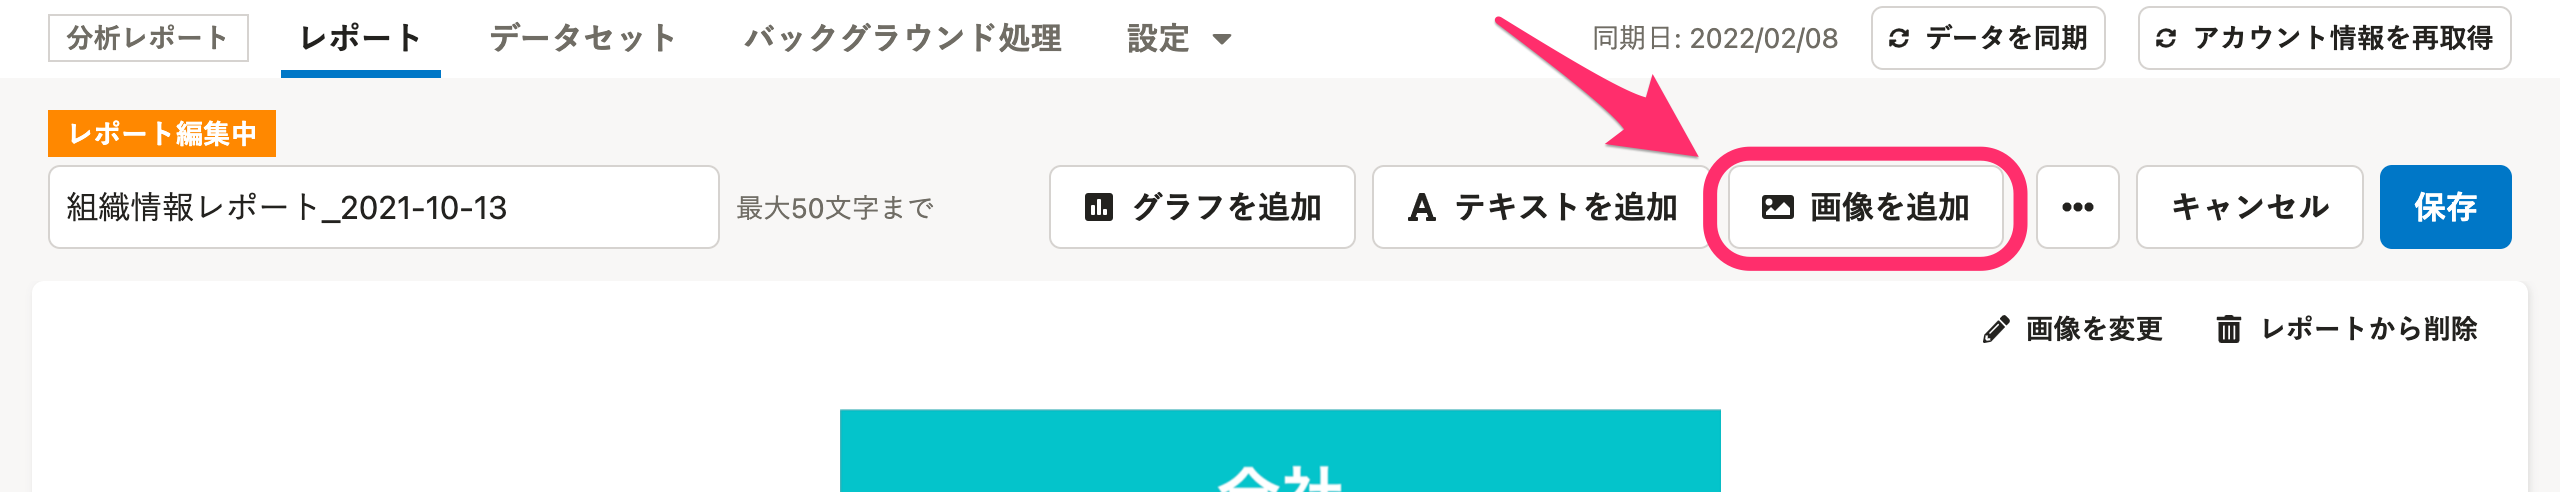 分析レポート レポート データセット バックグラウンド処理 設定 同期日: 2022/02/08 データを同期 アカウント情報を再取得
レポート編集中
組織情報レポート_2021-10-13 最大50文字まで グラフを追加 テキストを追加 画像を追加 ••• キャンセル 保存
画像を変更 レポートから削除
会社